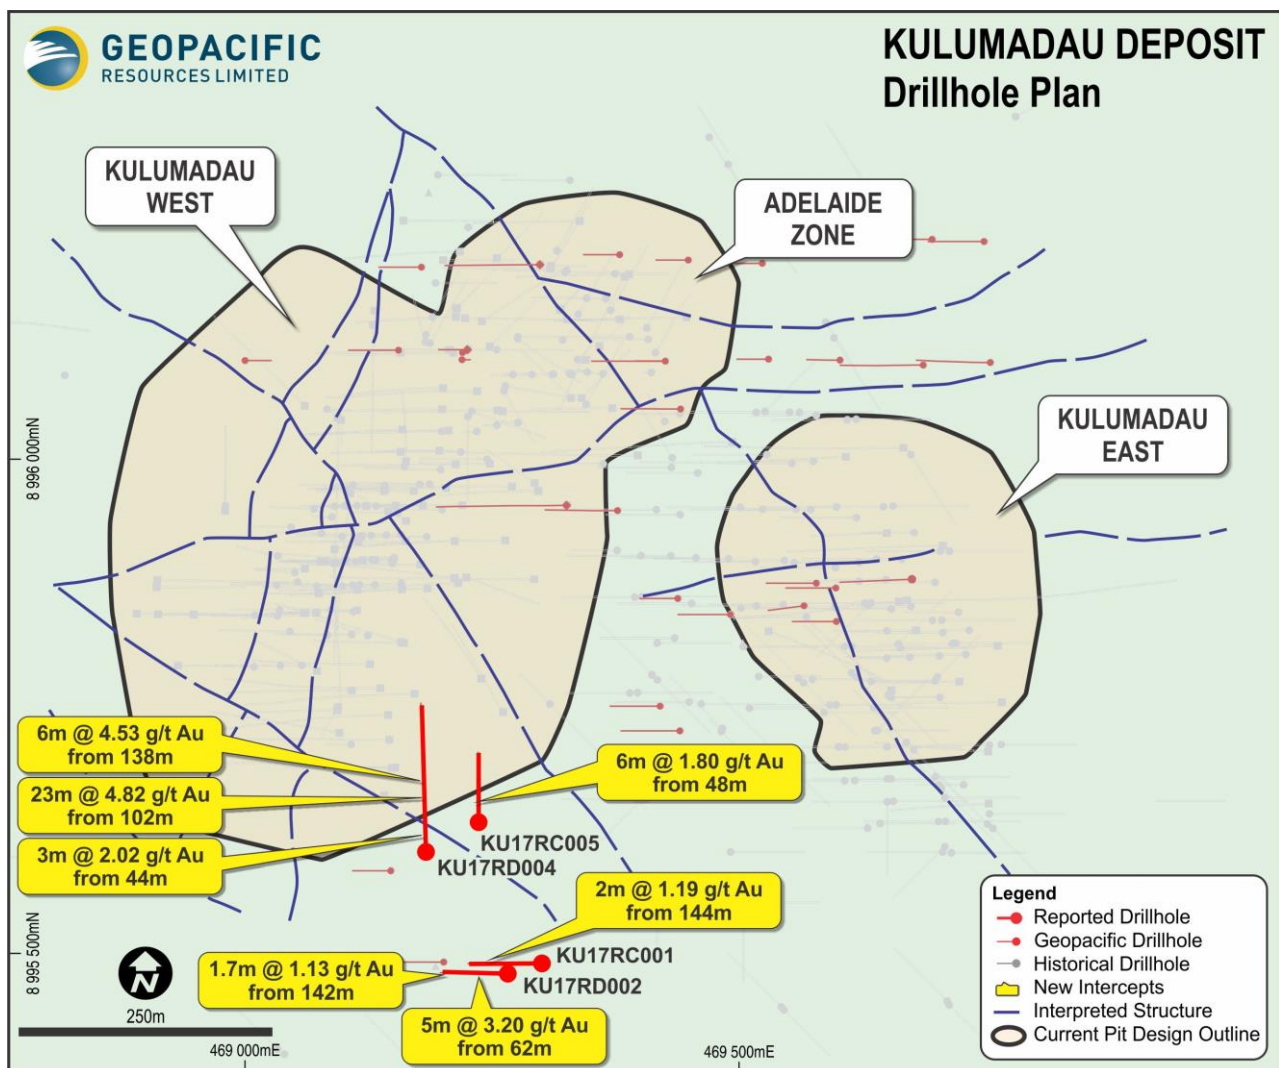 GEOPACIFIC
RESOURCES LIMITED
KULUMADAU DEPOSIT
Drillhole Plan
KULUMADAU
WEST
ADELAIDE
ZONE
KULUMADAU
EAST
8 996 000mN
6m @ 4.53 g/t Au
from 138m
23m @ 4.82 g/t Au
from 102m
3m @ 2.02 g/t Au
from 44m
6m @ 1.80 g/t Au
from 48m
KU17RC005
KU17RD004
2m @ 1.19 g/t Au
from 144m
KU17RC001
KU17RD002
1.7m @ 1.13 g/t Au
from 142m
5m @ 3.20 g/t Au
from 62m
8 995 500mN
N
250m
469 000mE
469 500mE
Legend
Reported Drillhole
Geopacific Drillhole
Historical Drillhole
New Intercepts
Interpreted Structure
Current Pit Design Outline